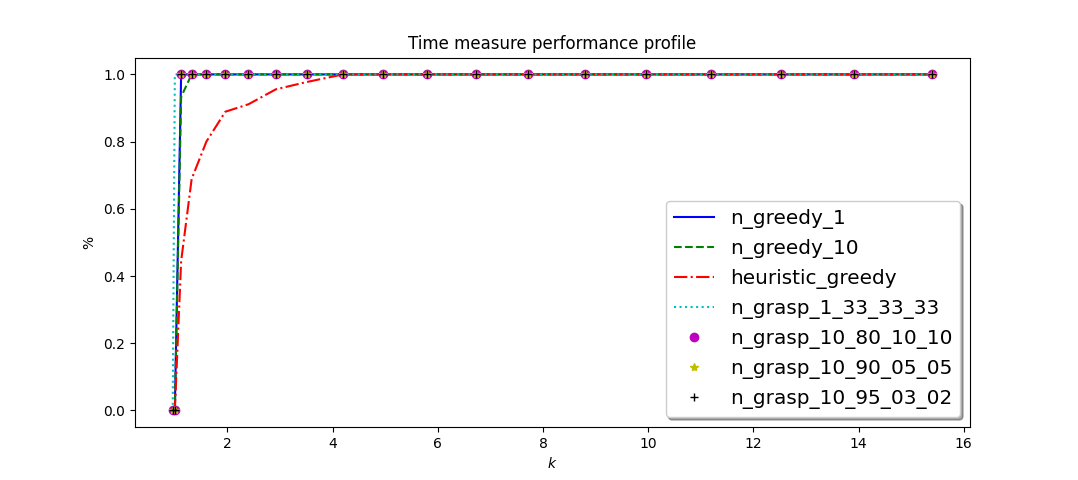 Time measure performance profile
1.0
0.8
0.6
0.4
0.2
0.0
%
2 4 6 8 10 12 14 16
k
n_greedy_1
n_greedy_10
heuristic_greedy
n_grasp_1_33_33_33
n_grasp_10_80_10_10
n_grasp_10_90_05_05
n_grasp_10_95_03_02